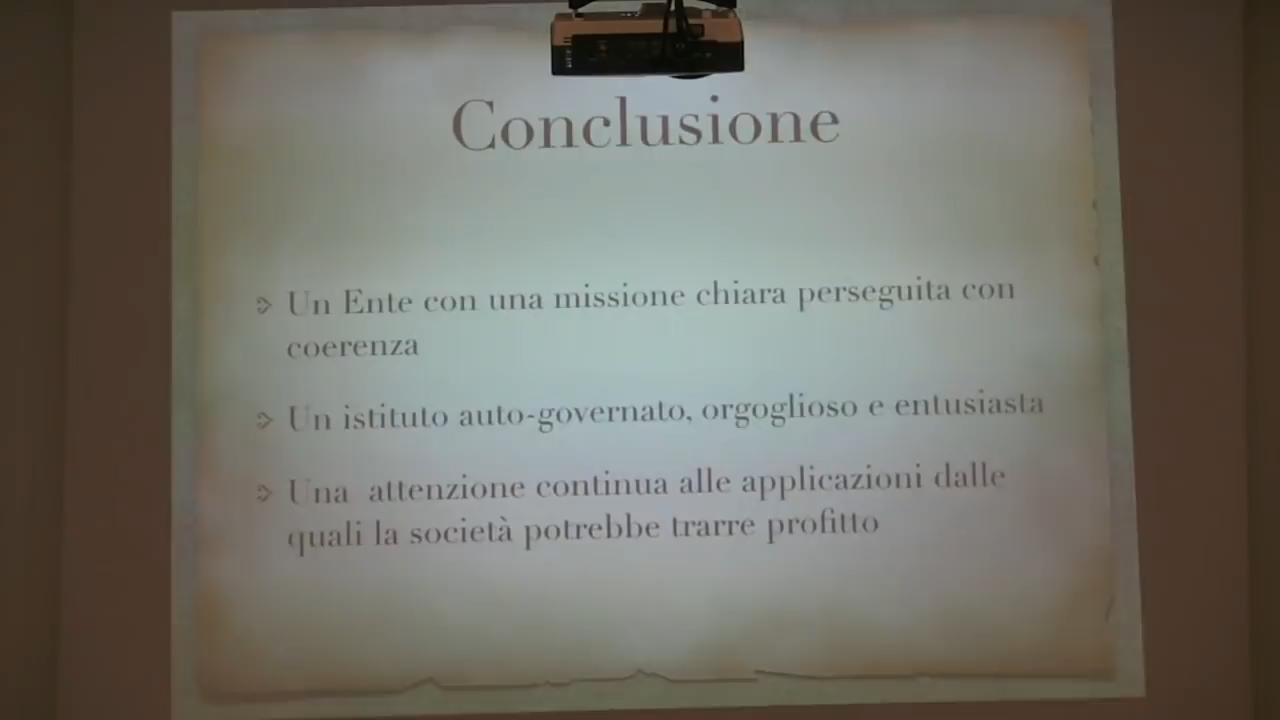 Conclusione
Un Ente con una missione chiara perseguita con
coerenza
Un istituto auto-governato, orgoglioso e entusiasta
Una attenzione continua alle applicazioni dalle
quali la società potrebbe trarre profitto